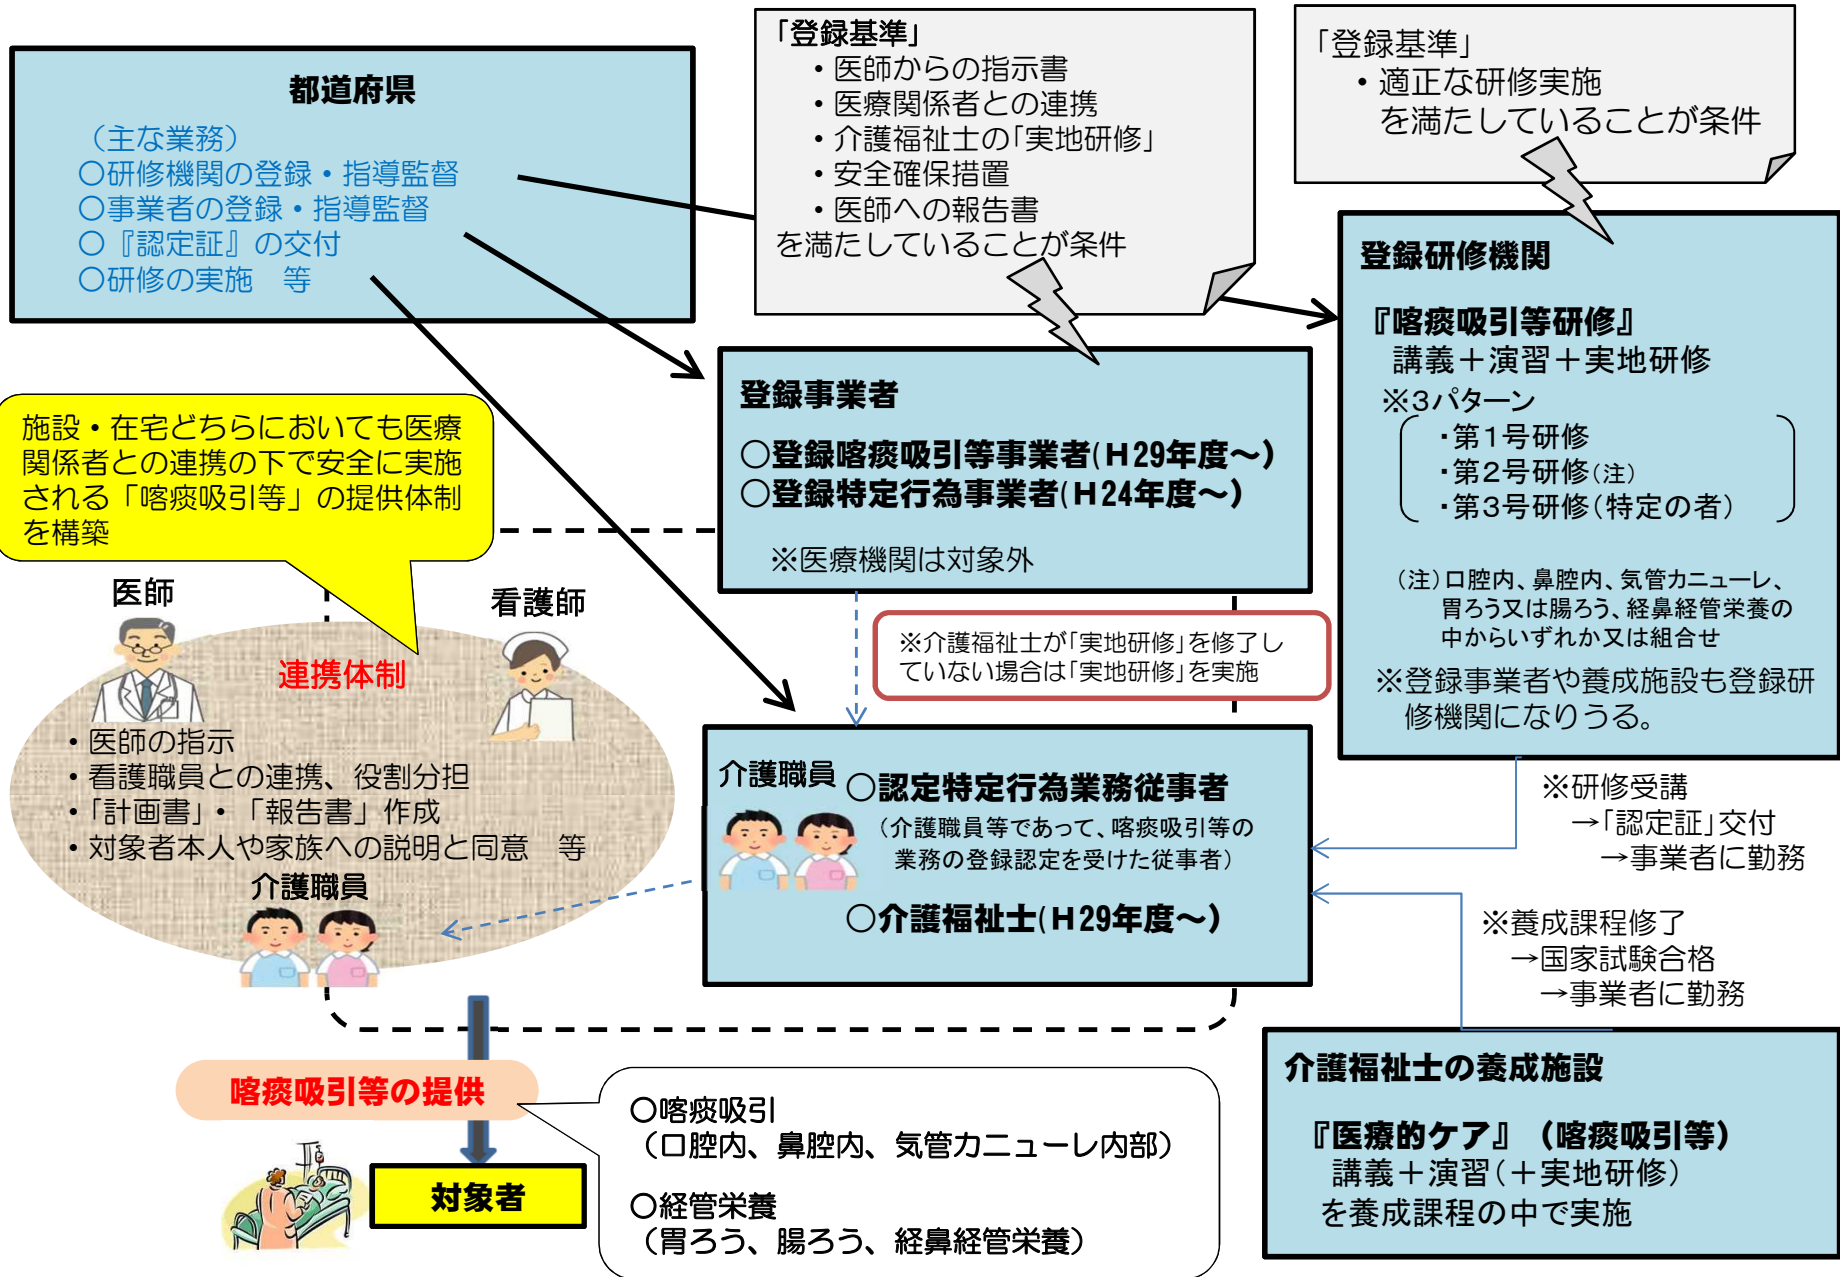 都道府県
（主な業務）
○研修機関の登録・指導監督
○事業者の登録・指導監督
○『認定証』の交付
○研修の実施　等
「登録基準」
・医師からの指示書
・医療関係者との連携
・介護福祉士の「実地研修」
・安全確保措置
・医師への報告書
を満たしていることが条件
「登録基準」
・適正な研修実施
を満たしていることが条件
登録研修機関
『喀痰吸引等研修』
講義＋演習＋実地研修
※3パターン
・第1号研修
・第2号研修（注）
・第3号研修（特定の者）
（注）口腔内、鼻腔内、気管カニューレ、
胃ろう又は腸ろう、経鼻経管栄養の
中からいずれか又は組合せ
※登録事業者や養成施設も登録研
修機関になりうる。
登録事業者
○登録喀痰吸引等事業者(H29年度～)
○登録特定行為事業者(H24年度～)
※医療機関は対象外
施設・在宅どちらにおいても医療
関係者との連携の下で安全に実施
される「喀痰吸引等」の提供体制
を構築
医師
看護師
連携体制
・医師の指示
・看護職員との連携、役割分担
・「計画書」・「報告書」作成
・対象者本人や家族への説明と同意　等
介護職員
※介護福祉士が「実地研修」を修了し
ていない場合は「実地研修」を実施
介護職員
○認定特定行為業務従事者
（介護職員等であって、喀痰吸引等の
業務の登録認定を受けた従事者）
○介護福祉士(H29年度～)
※研修受講
→「認定証」交付
→事業者に勤務
※養成課程修了
→国家試験合格
→事業者に勤務
介護福祉士の養成施設
『医療的ケア』（喀痰吸引等）
講義＋演習（＋実地研修）
を養成課程の中で実施
喀痰吸引等の提供
対象者
○喀痰吸引
（口腔内、鼻腔内、気管カニューレ内部）
○経管栄養
（胃ろう、腸ろう、経鼻経管栄養）